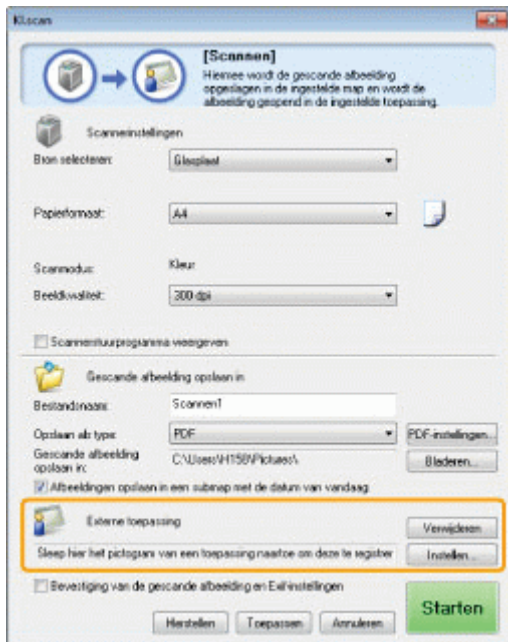 Kl.scan
[Scannen]
Hiermee wordt de gescande afbeelding
opgeslagen in de ingestelde map en wordt de
afbeelding geopend in de ingestelde toepassing.
Scannerinstellingen
Bron selecteren: Glasplaat
Papierformaat: A4
Scanmodus: Kleur
Beeldkwaliteit: 300 dpi
Scannerstuurprogramma weergeven
Gescande afbeelding opslaan in
Bestandsnaam: Scannen1
Opslaan als type: PDF PDF-instellingen...
Gescande afbeelding
opslaan in: C:\Users\H158\Pictures\ Bladeren...
Afbeeldingen opslaan in een submap met de datum van vandaag
Externe toepassing Verwijderen
Sleep hier het pictogram van een toepassing naartoe om deze te register Instellen...
Bevestiging van de gescande afbeelding en Exif-instellingen
Herstellen Toepassen Annuleren Starten